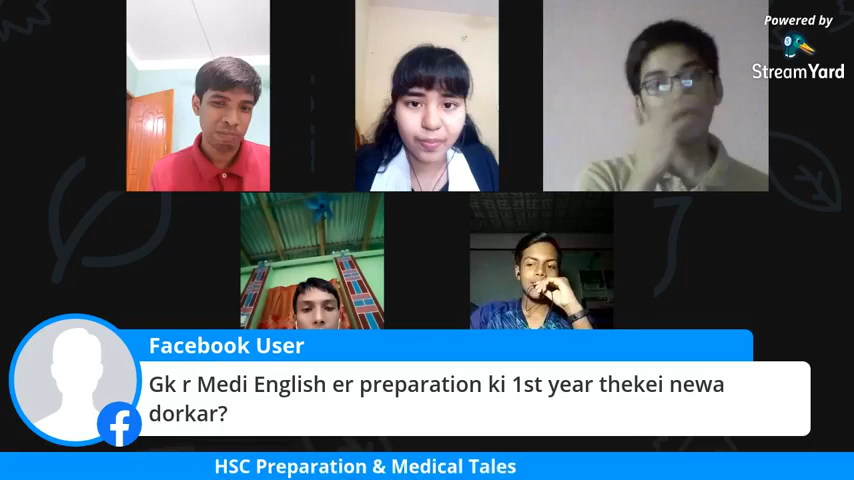 Powered by
StreamYard
Facebook User
Gk r Medi English er preparation ki 1st year thekei newa
dorkar?
HSC Preparation & Medical Tales